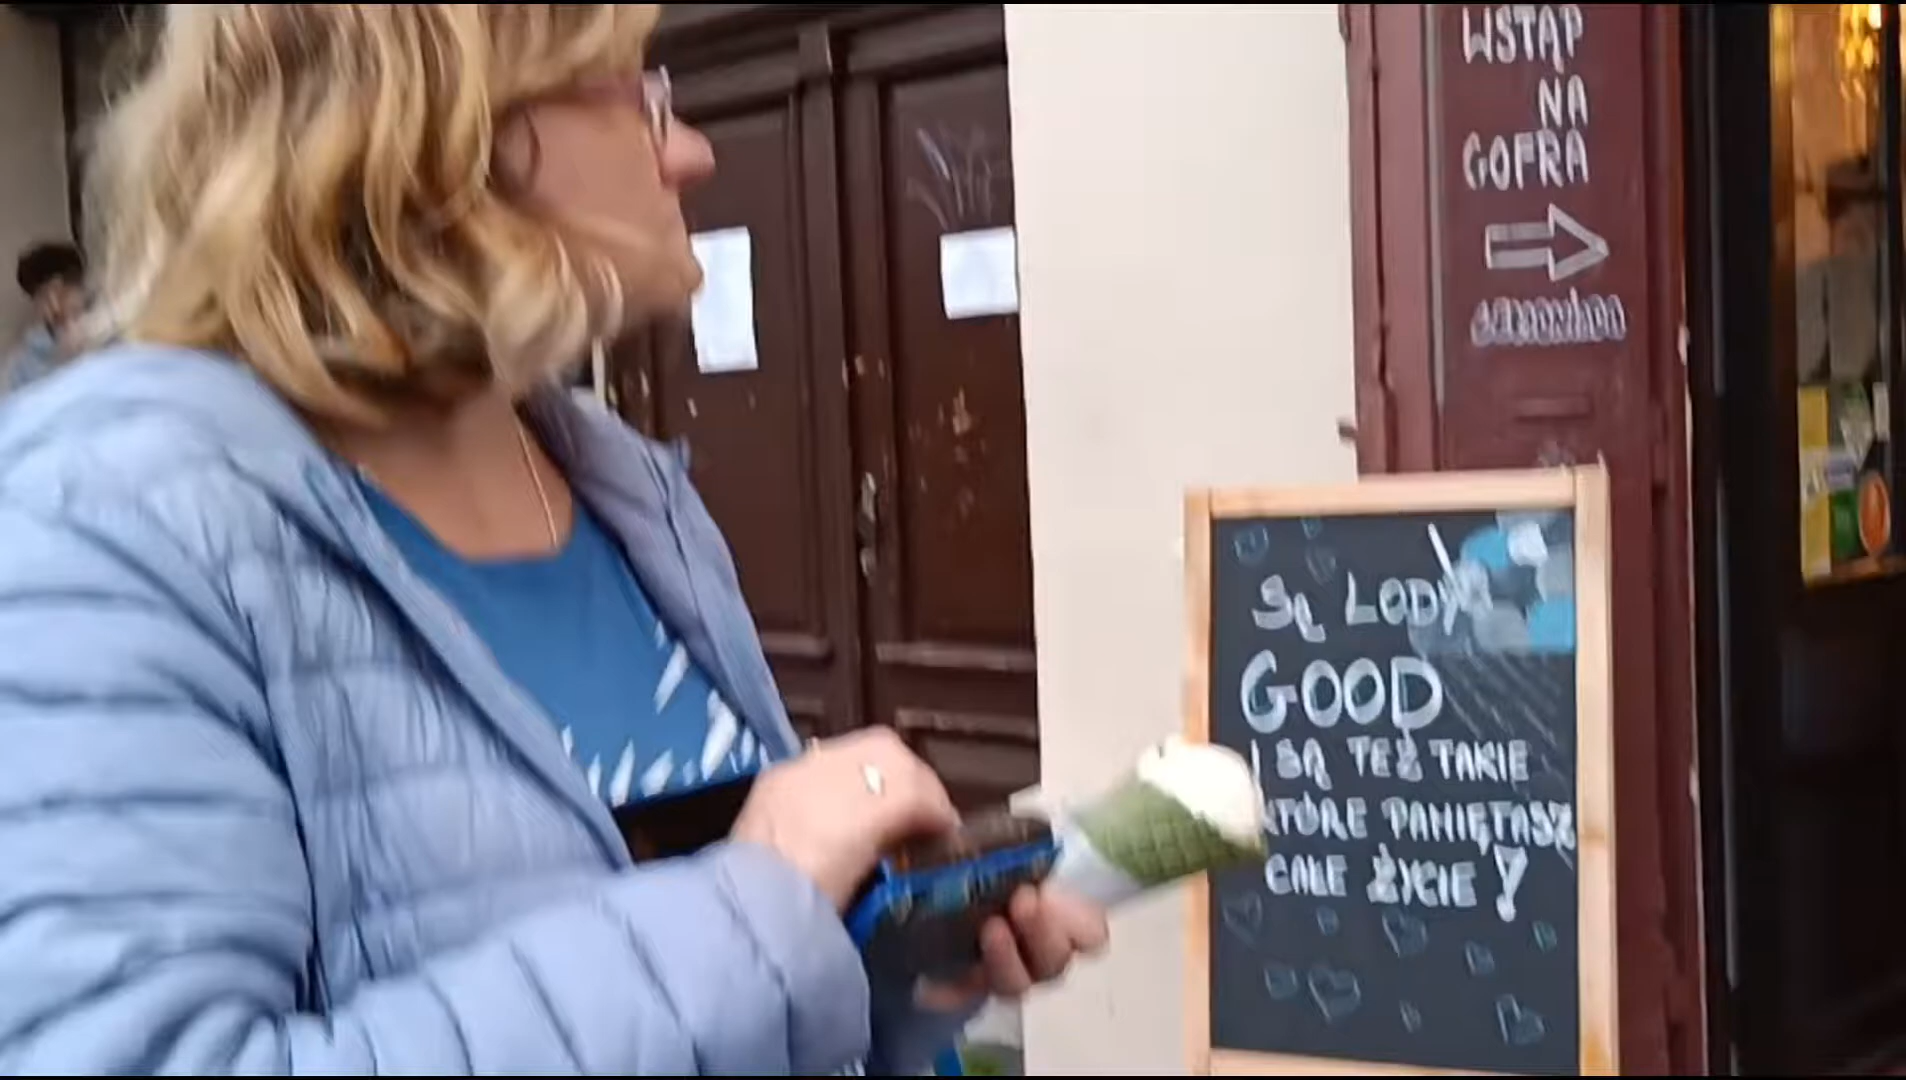 WSTĄP
NA
GOFRA
SĄ LODY
GOOD
I SĄ TEŻ TAKIE
KTÓRE PAMIĘTASZ
CAŁE ŻYCIE!